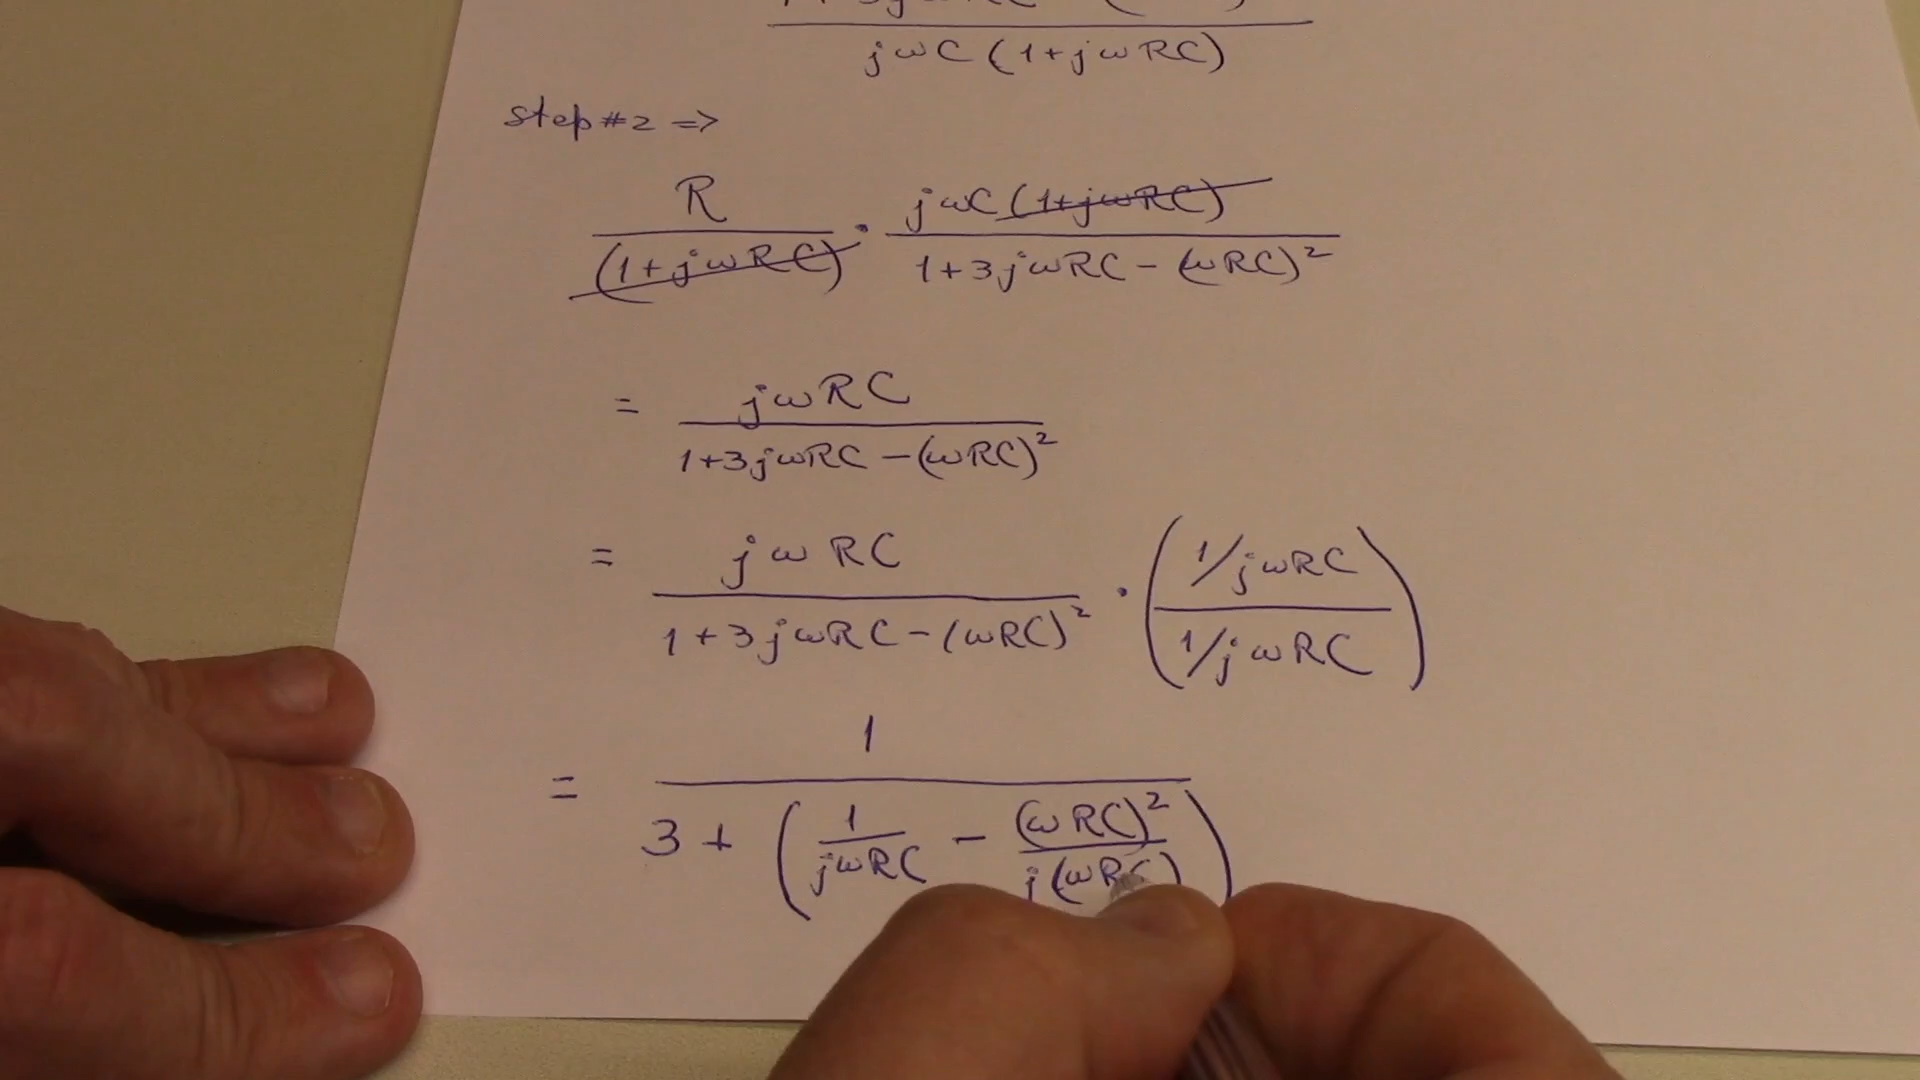 jωC(1+jωRC)
step#2 =>
R / (1+jωRC) · jωC(1+jωRC) / 1+3jωRC-(ωRC)²
= jωRC / 1+3jωRC-(ωRC)²
= jωRC / 1+3jωRC-(ωRC)² · (1/jωRC / 1/jωRC)
= 1 / 3+(1/jωRC - (ωRC)²/j(ωRC))